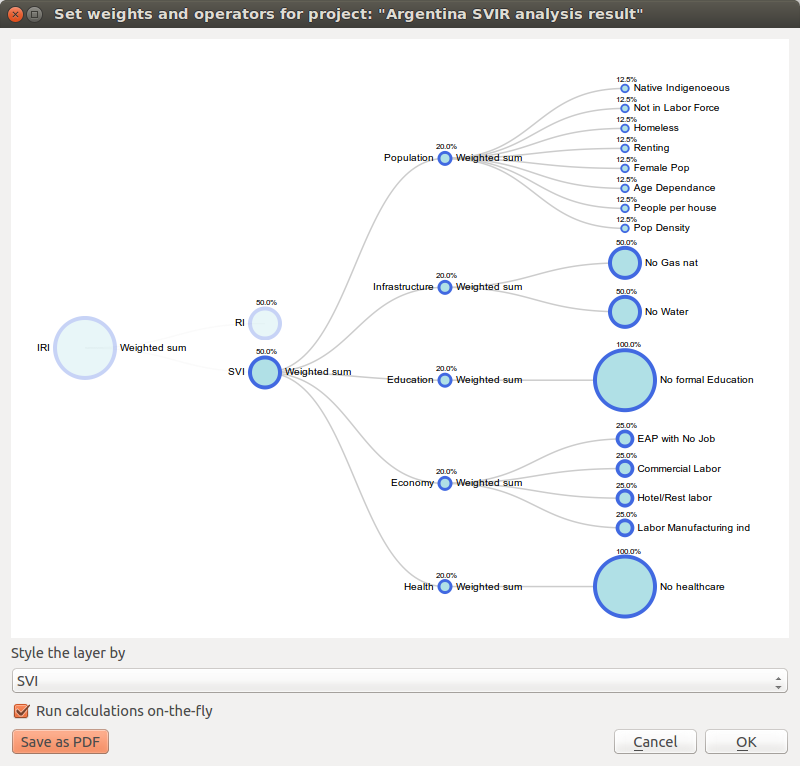 Set weights and operators for project: "Argentina SVIR analysis result"
12.5%
Native Indigenoeous
12.5%
Not in Labor Force
12.5%
Homeless
12.5%
Renting
12.5%
Female Pop
12.5%
Age Dependance
12.5%
People per house
12.5%
Pop Density
20.0%
Population Weighted sum
50.0%
No Gas nat
20.0%
Infrastructure Weighted sum
50.0%
No Water
50.0%
RI
IRI Weighted sum
50.0%
SVI Weighted sum
20.0%
Education Weighted sum
100.0%
No formal Education
25.0%
EAP with No Job
25.0%
Commercial Labor
20.0%
Economy Weighted sum
25.0%
Hotel/Rest labor
25.0%
Labor Manufacturing ind
20.0%
Health Weighted sum
100.0%
No healthcare
Style the layer by
SVI
Run calculations on-the-fly
Save as PDF
Cancel
OK